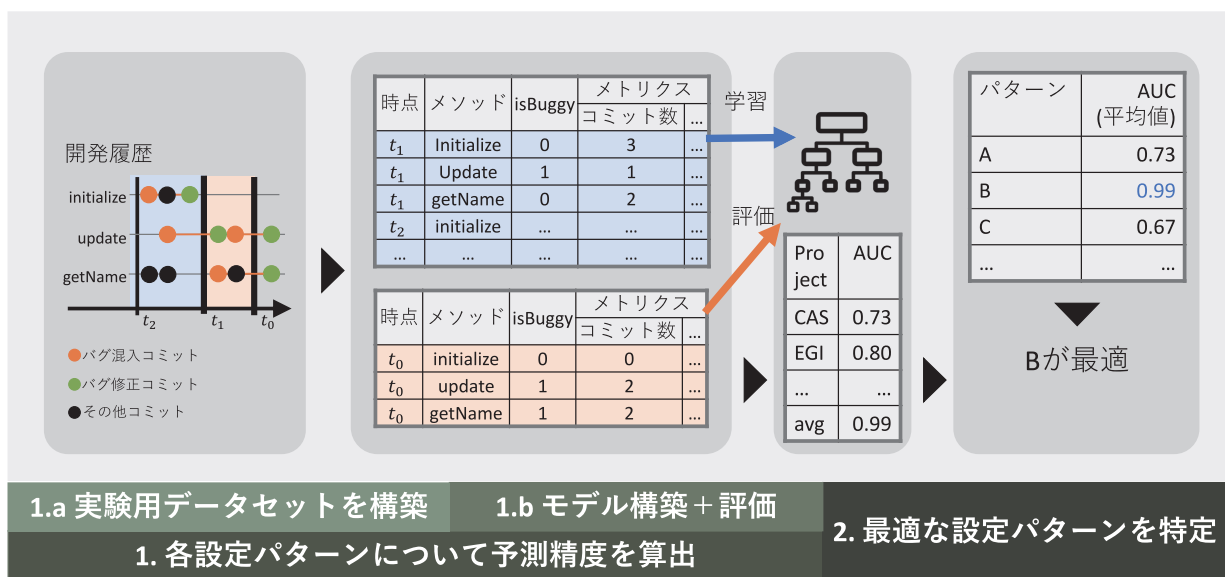 開発履歴
initialize
update
getName
t₂ t₁ t₀
バグ混入コミット
バグ修正コミット
その他コミット
時点 メソッド isBuggy メトリクス
コミット数 ...
t₁ Initialize 0 3 ...
t₁ Update 1 1 ...
t₁ getName 0 2 ...
t₂ initialize ... ... ...
... ... ... ... ...
時点 メソッド isBuggy メトリクス
コミット数 ...
t₀ initialize 0 0 ...
t₀ update 1 2 ...
t₀ getName 1 2 ...
学習
評価
Pro AUC
ject
CAS 0.73
EGI 0.80
... ...
avg 0.99
パターン AUC
(平均値)
A 0.73
B 0.99
C 0.67
... ...
Bが最適
1.a 実験用データセットを構築
1.b モデル構築＋評価
1. 各設定パターンについて予測精度を算出
2. 最適な設定パターンを特定